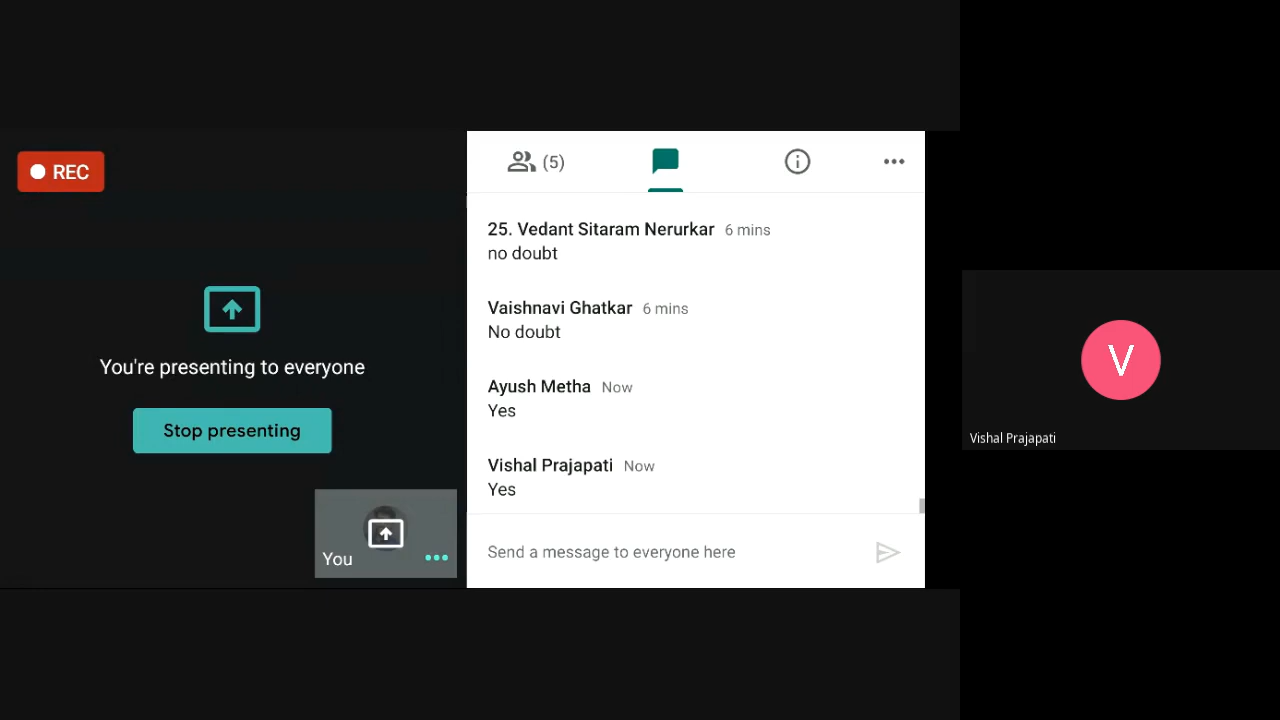 REC
You're presenting to everyone
Stop presenting
You
(5)
25. Vedant Sitaram Nerurkar 6 mins
no doubt
Vaishnavi Ghatkar 6 mins
No doubt
Ayush Metha Now
Yes
Vishal Prajapati Now
Yes
Send a message to everyone here
V
Vishal Prajapati